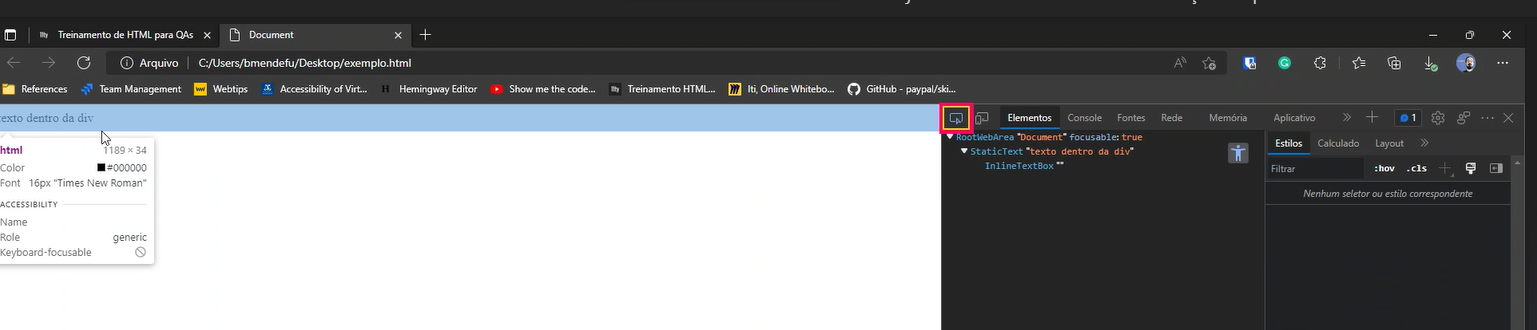 Treinamento de HTML para QAs
Document
Arquivo
C:/Users/bmendefu/Desktop/exemplo.html
References
Team Management
Webtips
Accessibility of Virt...
Hemingway Editor
Show me the code...
Treinamento HTML...
Iti, Online Whitebo...
GitHub - paypal/ski...
texto dentro da div
html 1189 × 34
Color #000000
Font 16px "Times New Roman"
ACCESSIBILITY
Name
Role generic
Keyboard-focusable
Elementos
Console
Fontes
Rede
Memória
Aplicativo
1
RootWebArea "Document" focusable: true
StaticText "texto dentro da div"
InlineTextBox ""
Estilos
Calculado
Layout
Filtrar
:hov
.cls
Nenhum seletor ou estilo correspondente